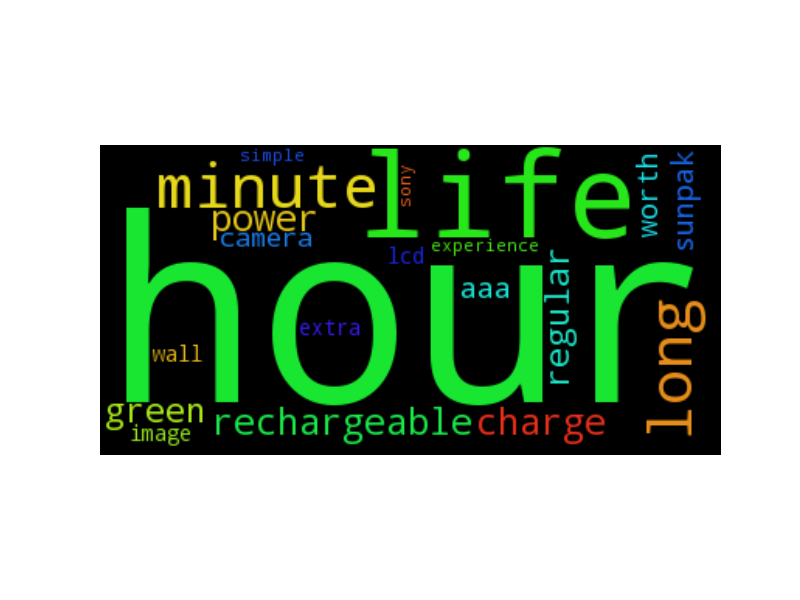 simple
minute
life
sony
worth
sunpak
power
camera
experience
lcd
hour
aaa
regular
extra
wall
long
green
rechargeable
charge
image